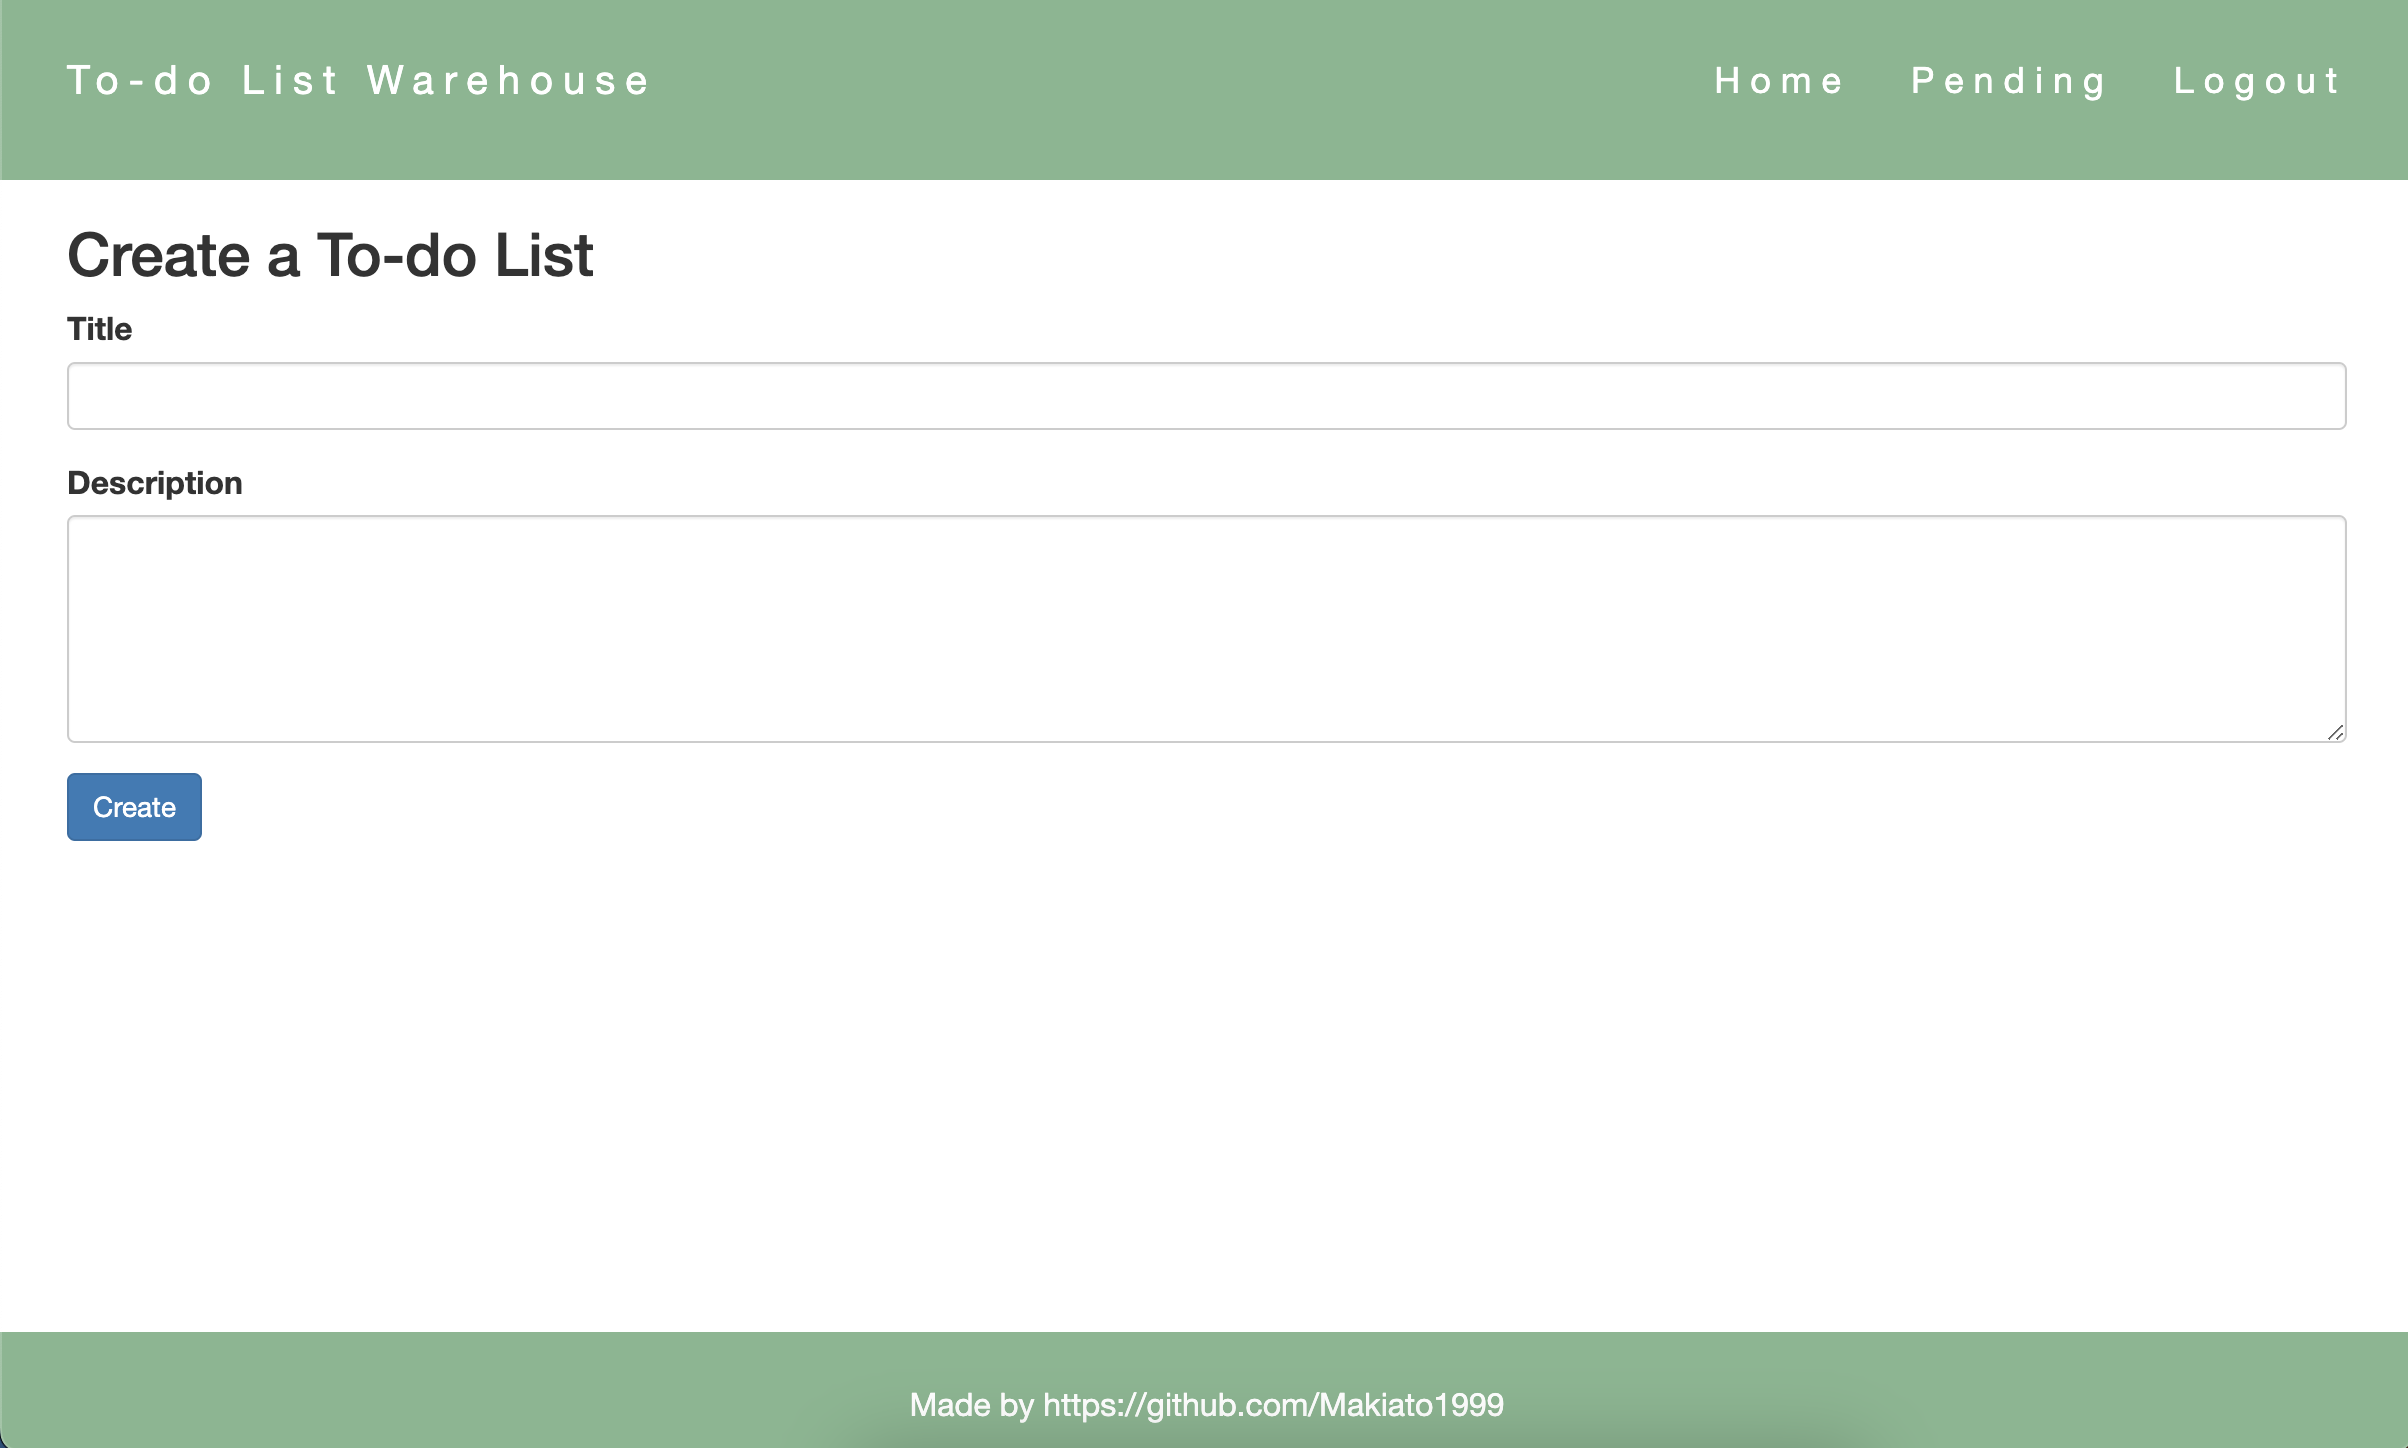 To-do List Warehouse Home Pending Logout
Create a To-do List
Title
Description
Create
Made by https://github.com/Makiato1999